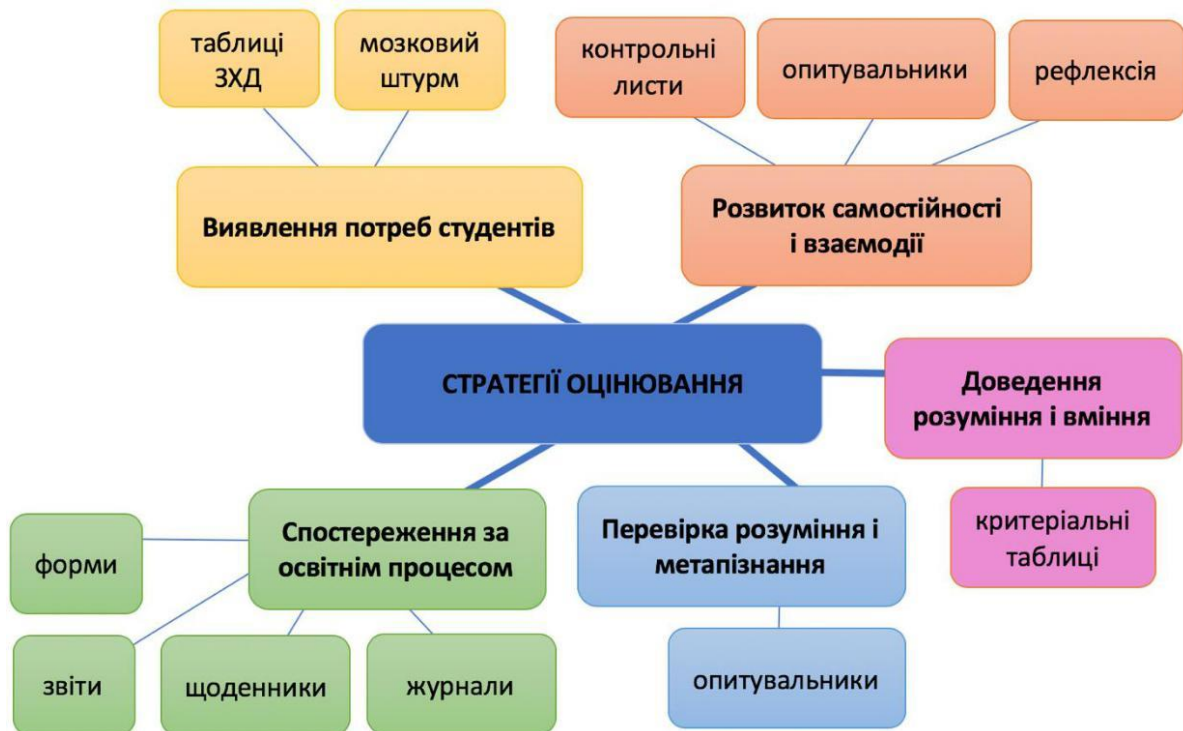 таблиці
ЗХД
мозковий
штурм
контрольні
листи
опитувальники
рефлексія
Виявлення потреб студентів
Розвиток самостійності
і взаємодії
СТРАТЕГІЇ ОЦІНЮВАННЯ
Доведення
розуміння і вміння
критеріальні
таблиці
Спостереження за
освітнім процесом
Перевірка розуміння і
метапізнання
форми
звіти
щоденники
журнали
опитувальники